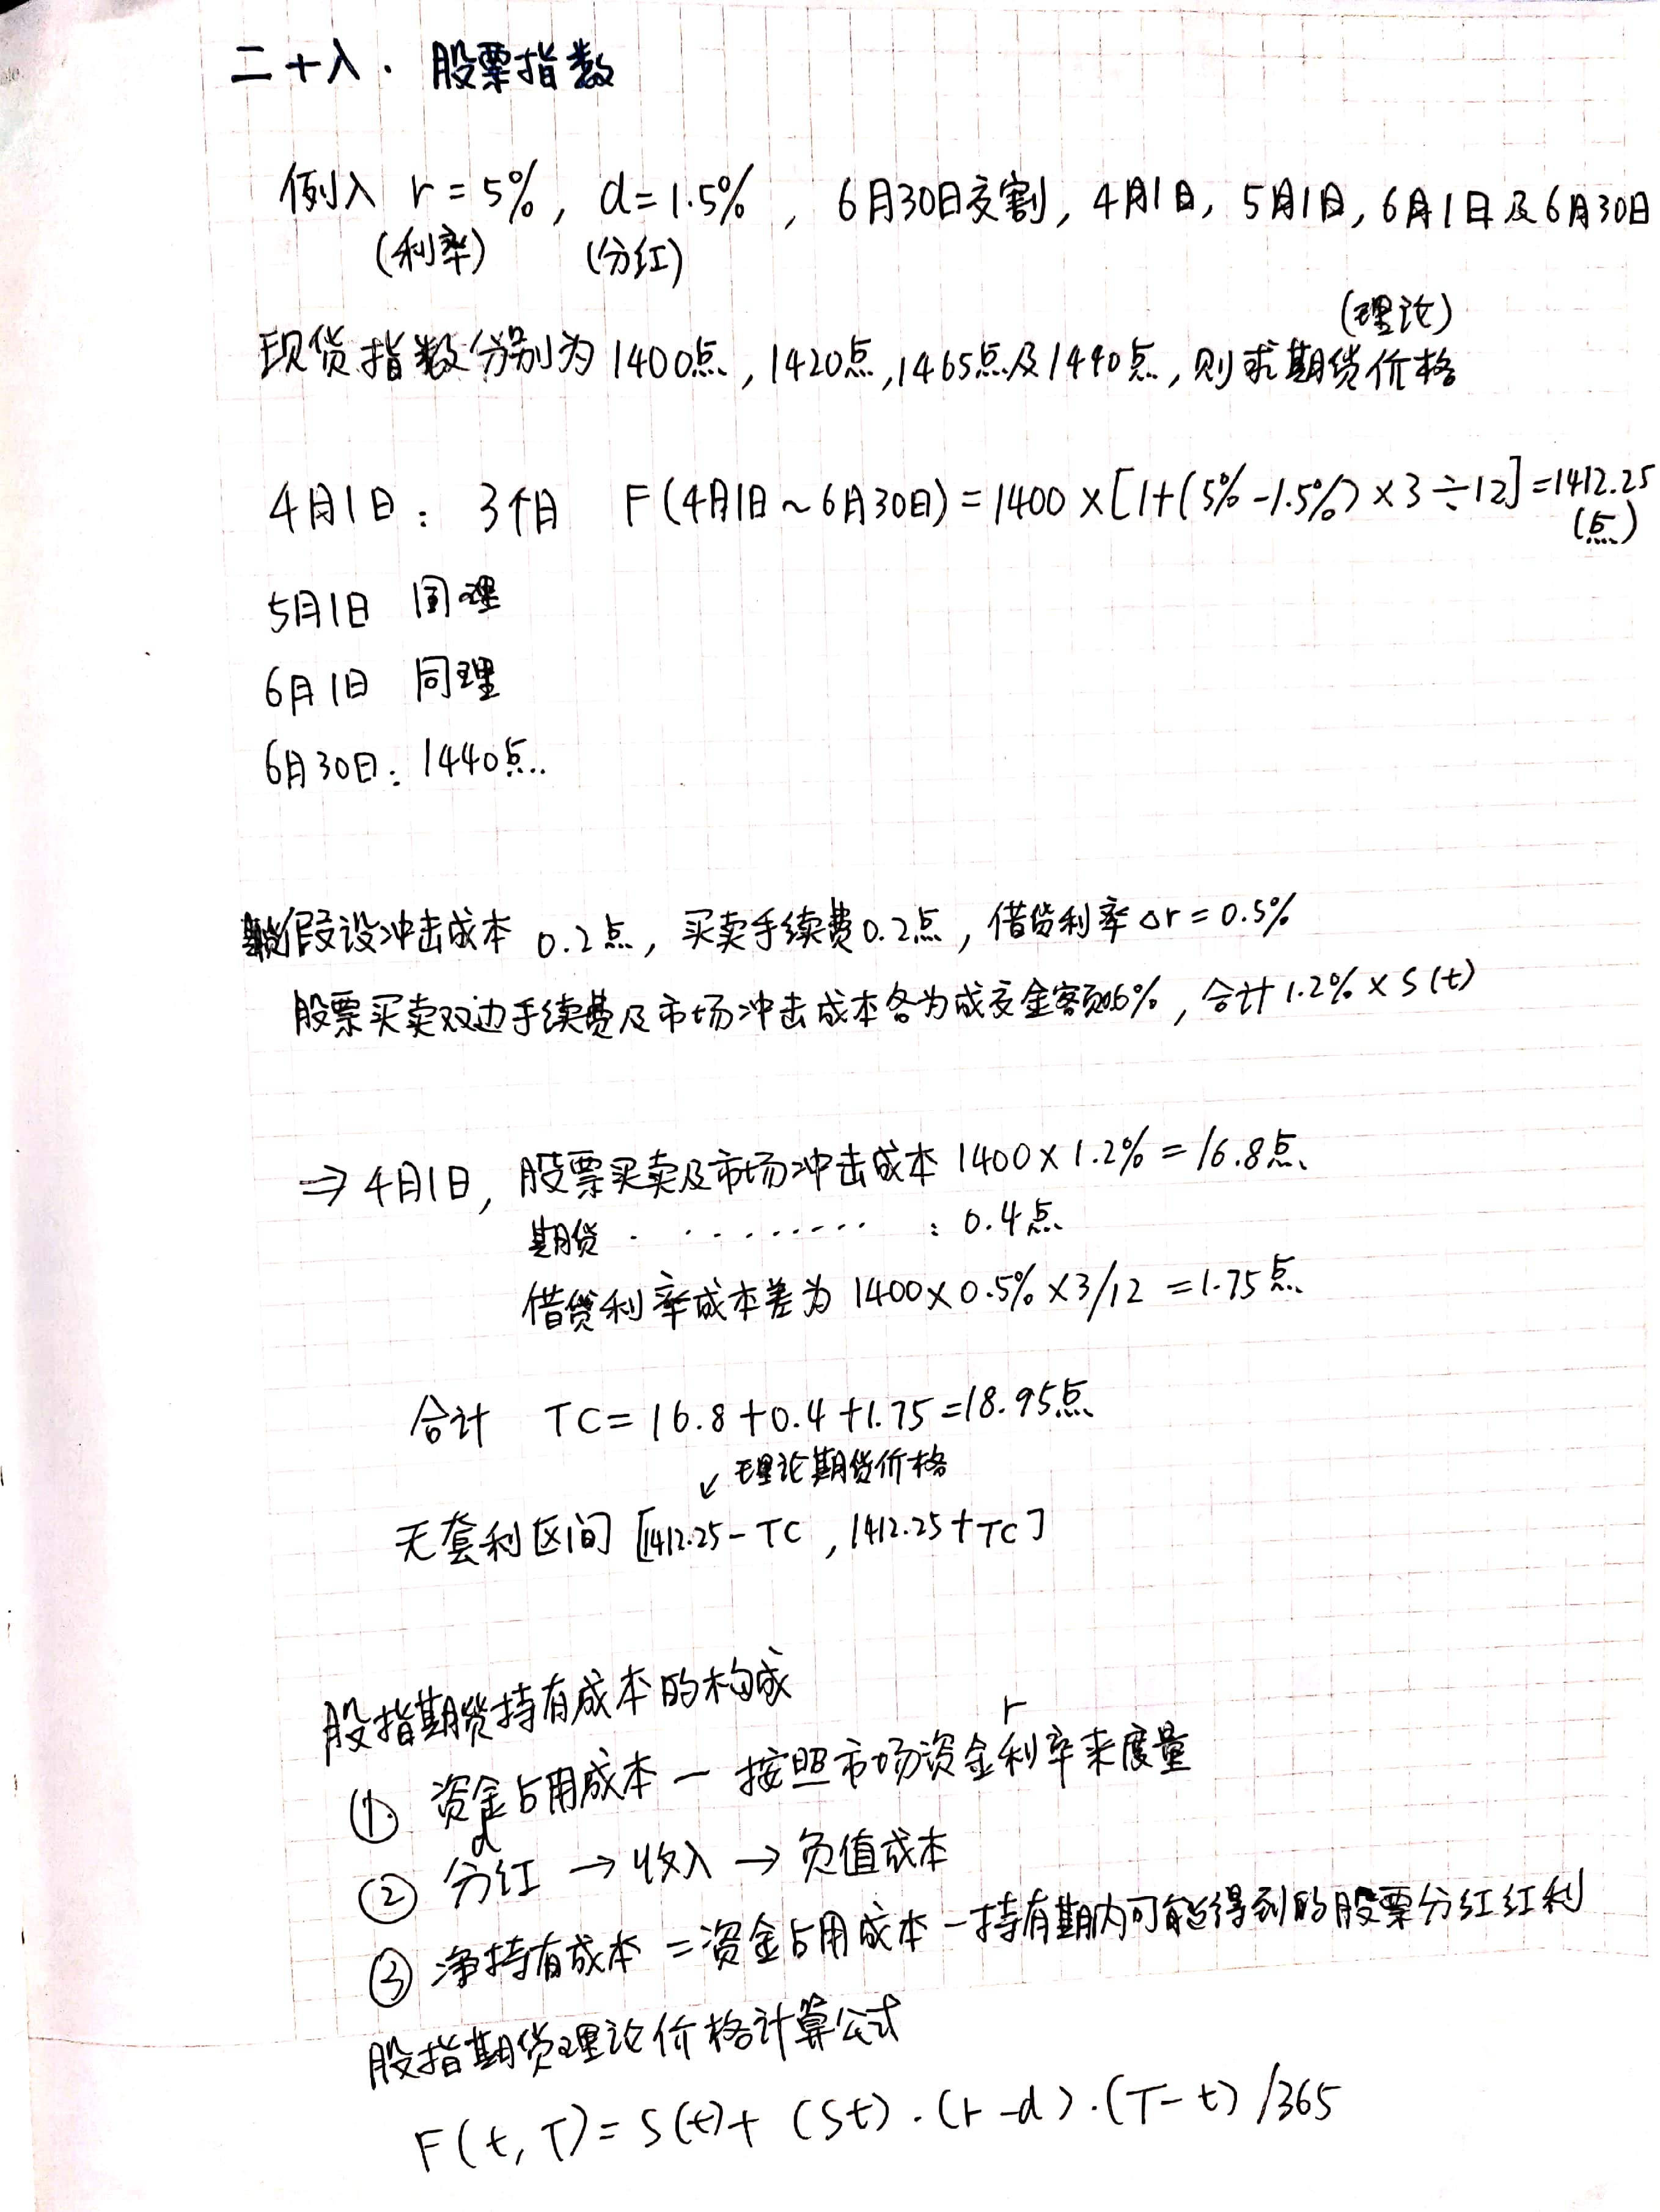 二十八. 股票指数
例八 r = 5%, d = 1.5%, 6月30日交割, 4月1日, 5月1日, 6月1日及6月30日
(利率) (分红)
(理论)
现货指数分别为1400点, 1420点, 1465点及1440点, 则求期货价格
4月1日: 3个月 F(4月1日~6月30日) = 1400 × [1+(5%-1.5%) × 3 ÷ 12] = 1412.25
(点)
5月1日 同理
6月1日 同理
6月30日: 1440点.
假设冲击成本 0.2点, 买卖手续费0.2点, 借贷利率 △r = 0.5%
股票买卖双边手续费及市场冲击成本各为成交金额0.6%, 合计1.2% × S(t)
⇒ 4月1日, 股票买卖及市场冲击成本 1400 × 1.2% = 16.8点
期货 · · · · · · · · · : 0.4点
借贷利率成本差为 1400 × 0.5% × 3/12 = 1.75点
合计 TC = 16.8 + 0.4 + 1.75 = 18.95点
↙ 理论期货价格
无套利区间 [1412.25 - TC, 1412.25 + TC]
股指期货持有成本的构成
r
① 资金占用成本 — 按照市场资金利率来度量
d
② 分红 → 收入 → 负值成本
③ 净持有成本 = 资金占用成本 - 持有期内可能得到的股票分红红利
股指期货理论价格计算公式
F(t, T) = S(t) + (St) · (r - d) · (T - t) / 365